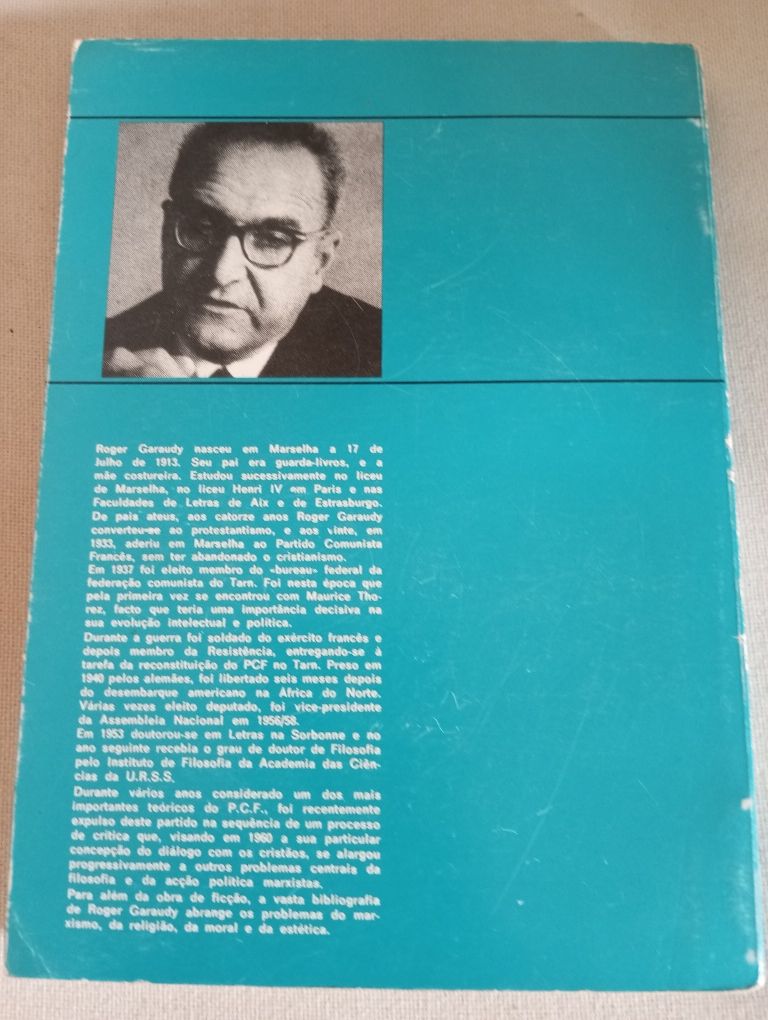 Roger Garaudy nasceu em Marselha a 17 de
Julho de 1913. Seu pai era guarda-livros, e a
mãe costureira. Estudou sucessivamente no liceu
de Marselha, no liceu Henri IV em Paris e nas
Faculdades de Letras de Aix e de Estrasburgo.
De pais ateus, aos catorze anos Roger Garaudy
converteu-se ao protestantismo, e aos vinte, em
1933, aderiu em Marselha ao Partido Comunista
Francês, sem ter abandonado o cristianismo.
Em 1937 foi eleito membro do «bureau» federal da
federação comunista do Tarn. Foi nesta época que
pela primeira vez se encontrou com Maurice Tho-
rez, facto que teria uma importância decisiva na
sua evolução intelectual e política.
Durante a guerra foi soldado do exército francês e
depois membro da Resistência, entregando-se à
tarefa da reconstituição do PCF no Tarn. Preso em
1940 pelos alemães, foi libertado seis meses depois
do desembarque americano na Africa do Norte.
Várias vezes eleito deputado, foi vice-presidente
da Assembleia Nacional em 1956/58.
Em 1953 doutorou-se em Letras na Sorbonne e no
ano seguinte recebia o grau de doutor de Filosofia
pelo Instituto de Filosofia da Academia das Ciên-
cias da U.R.S.S.
Durante vários anos considerado um dos mais
importantes teóricos do P.C.F., foi recentemente
expulso deste partido na sequência de um processo
de crítica que, visando em 1960 a sua particular
concepção do diálogo com os cristãos, se alargou
progressivamente a outros problemas centrais da
filosofia e da acção política marxistas.
Para além da obra de ficção, a vasta bibliografia
de Roger Garaudy abrange os problemas do mar-
xismo, da religião, da moral e da estética.